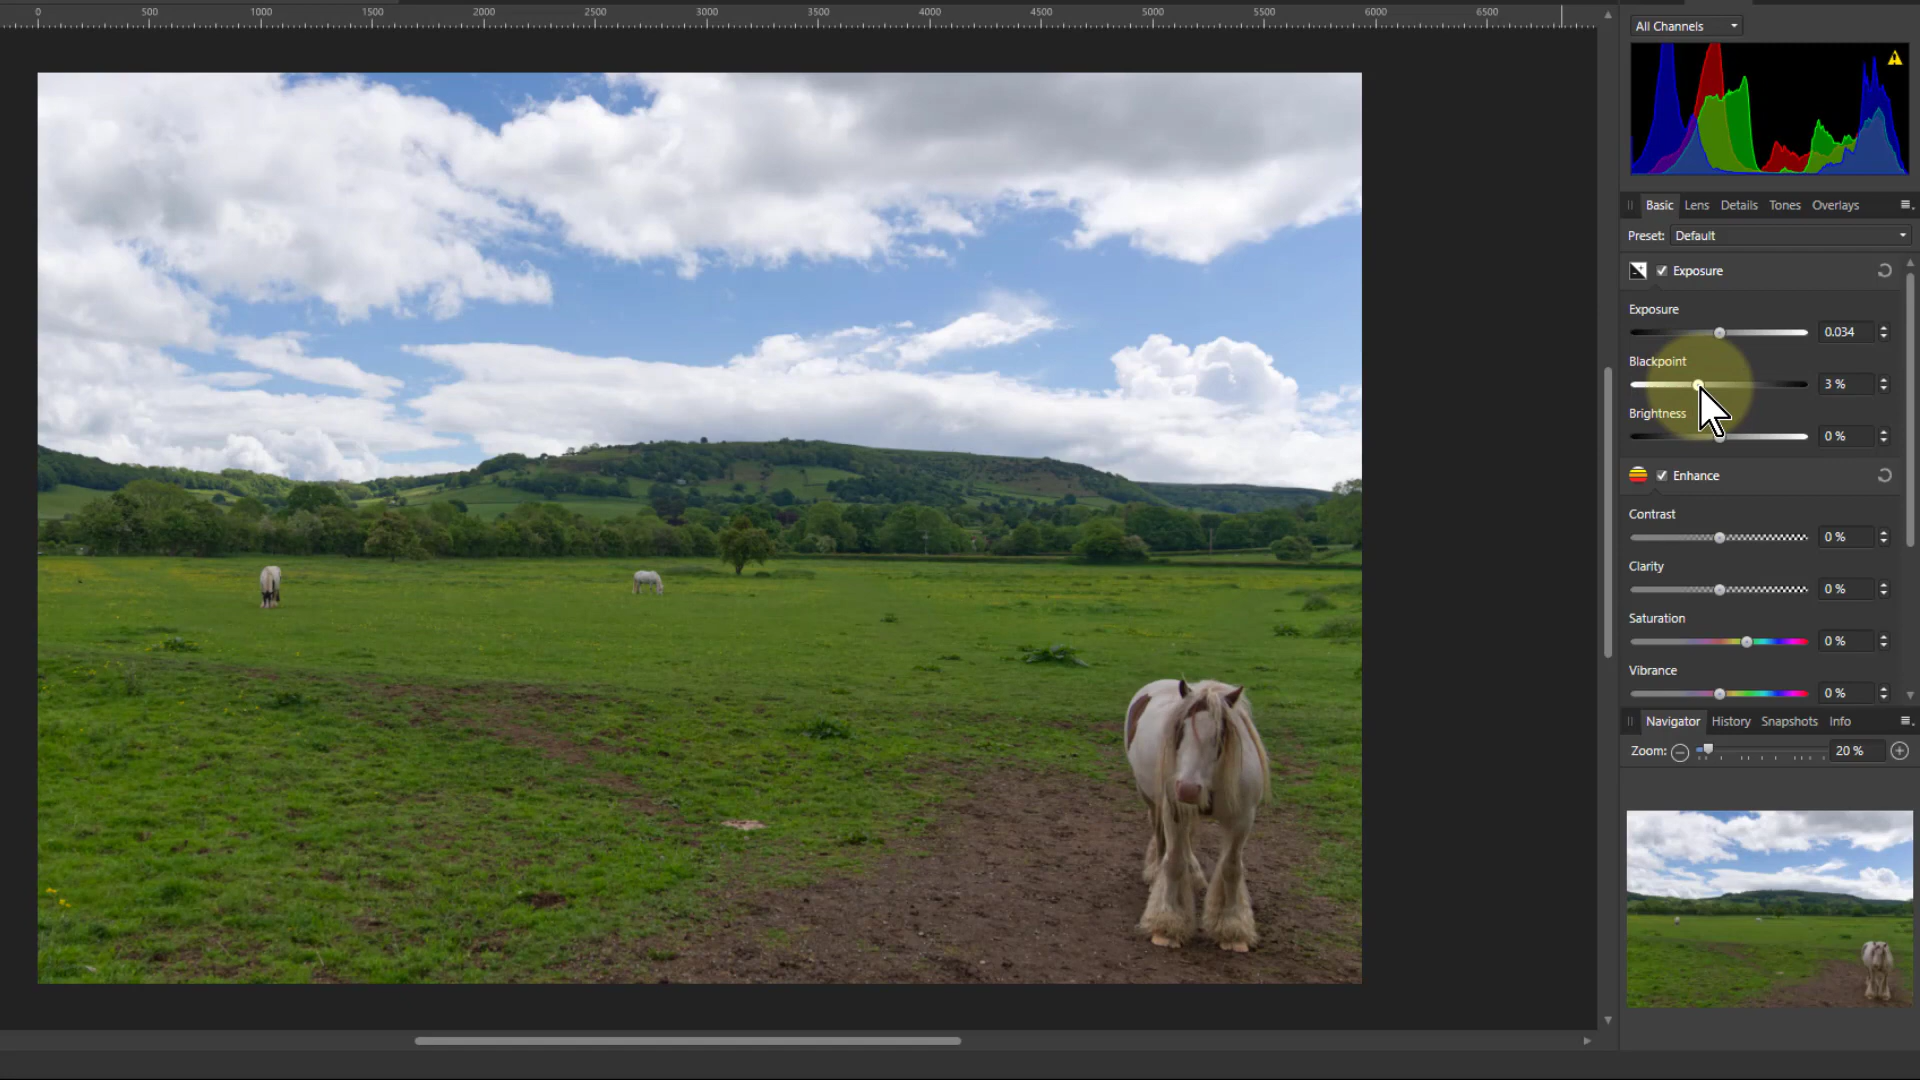 0 500 1000 1500 2000 2500 3000 3500 4000 4500 5000 5500 6000 6500
All Channels
Basic Lens Details Tones Overlays
Preset: Default
Exposure
Exposure
0.034
Blackpoint
3 %
Brightness
0 %
Enhance
Contrast
0 %
Clarity
0 %
Saturation
0 %
Vibrance
0 %
Navigator History Snapshots Info
Zoom: 20 %